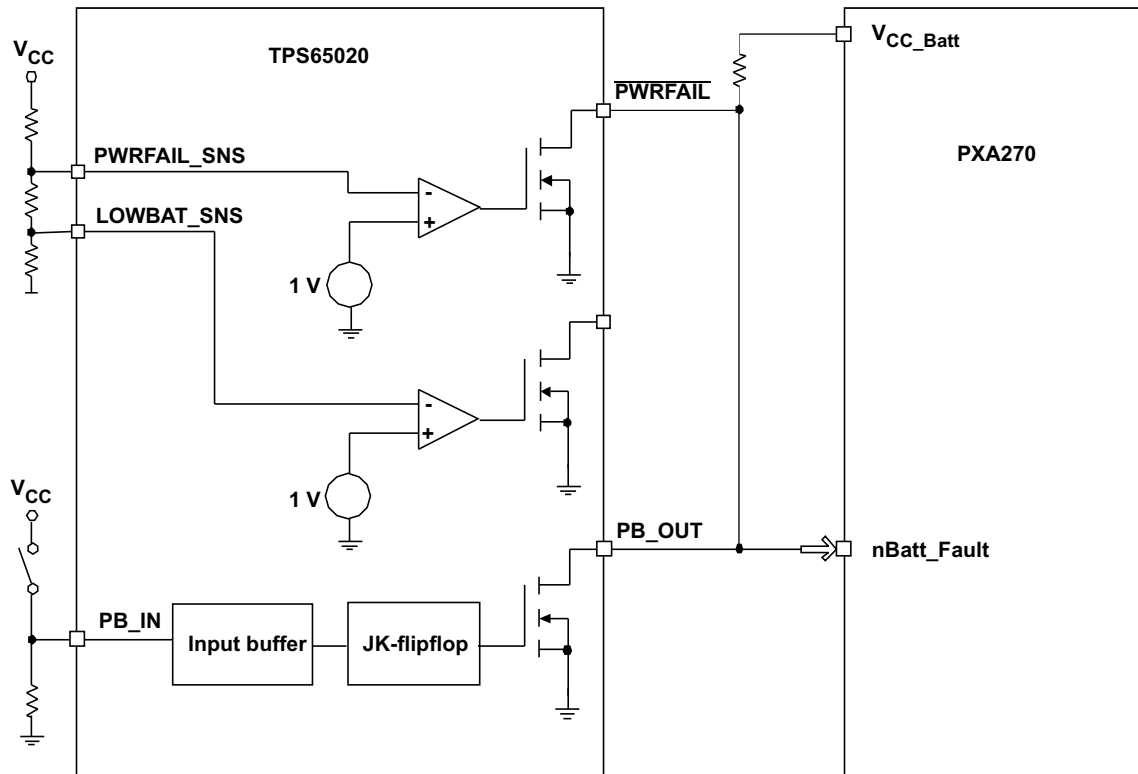 V_CC
TPS65020
PWRFAIL
V_CC_Batt
PXA270
PWRFAIL_SNS
LOWBAT_SNS
-
+
1 V
-
+
1 V
V_CC
PB_OUT
nBatt_Fault
PB_IN
Input buffer
JK-flipflop